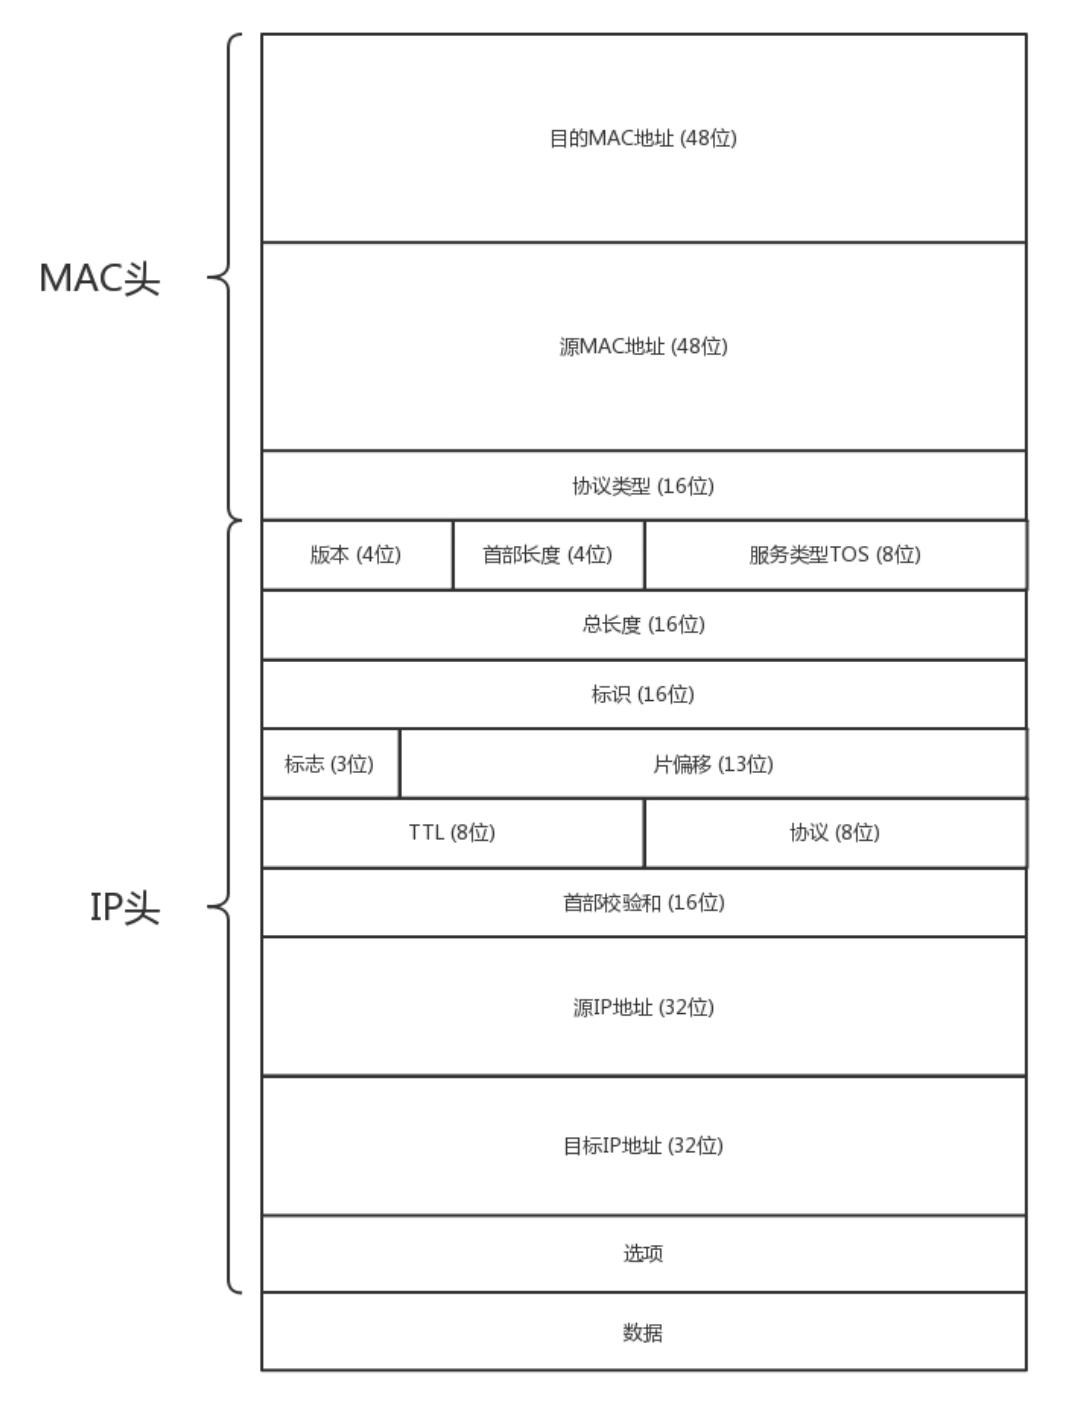 目的MAC地址 (48位)
MAC头
源MAC地址 (48位)
协议类型 (16位)
版本 (4位)
首部长度 (4位)
服务类型TOS (8位)
总长度 (16位)
标识 (16位)
标志 (3位)
片偏移 (13位)
TTL (8位)
协议 (8位)
IP头
首部校验和 (16位)
源IP地址 (32位)
目标IP地址 (32位)
选项
数据